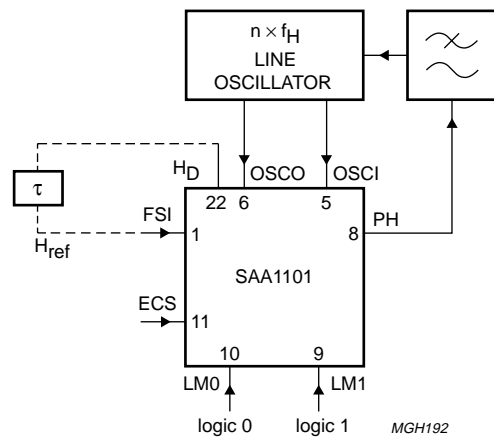 n × fH
LINE
OSCILLATOR
HD
OSCO
OSCI
τ
22
6
5
PH
FSI
1
8
Href
SAA1101
ECS
11
10
9
LM0
LM1
logic 0
logic 1
MGH192